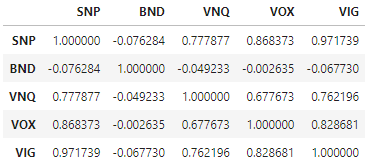 SNP BND VNQ VOX VIG
SNP 1.000000 -0.076284 0.777877 0.868373 0.971739
BND -0.076284 1.000000 -0.049233 -0.002635 -0.067730
VNQ 0.777877 -0.049233 1.000000 0.677673 0.762196
VOX 0.868373 -0.002635 0.677673 1.000000 0.828681
VIG 0.971739 -0.067730 0.762196 0.828681 1.000000